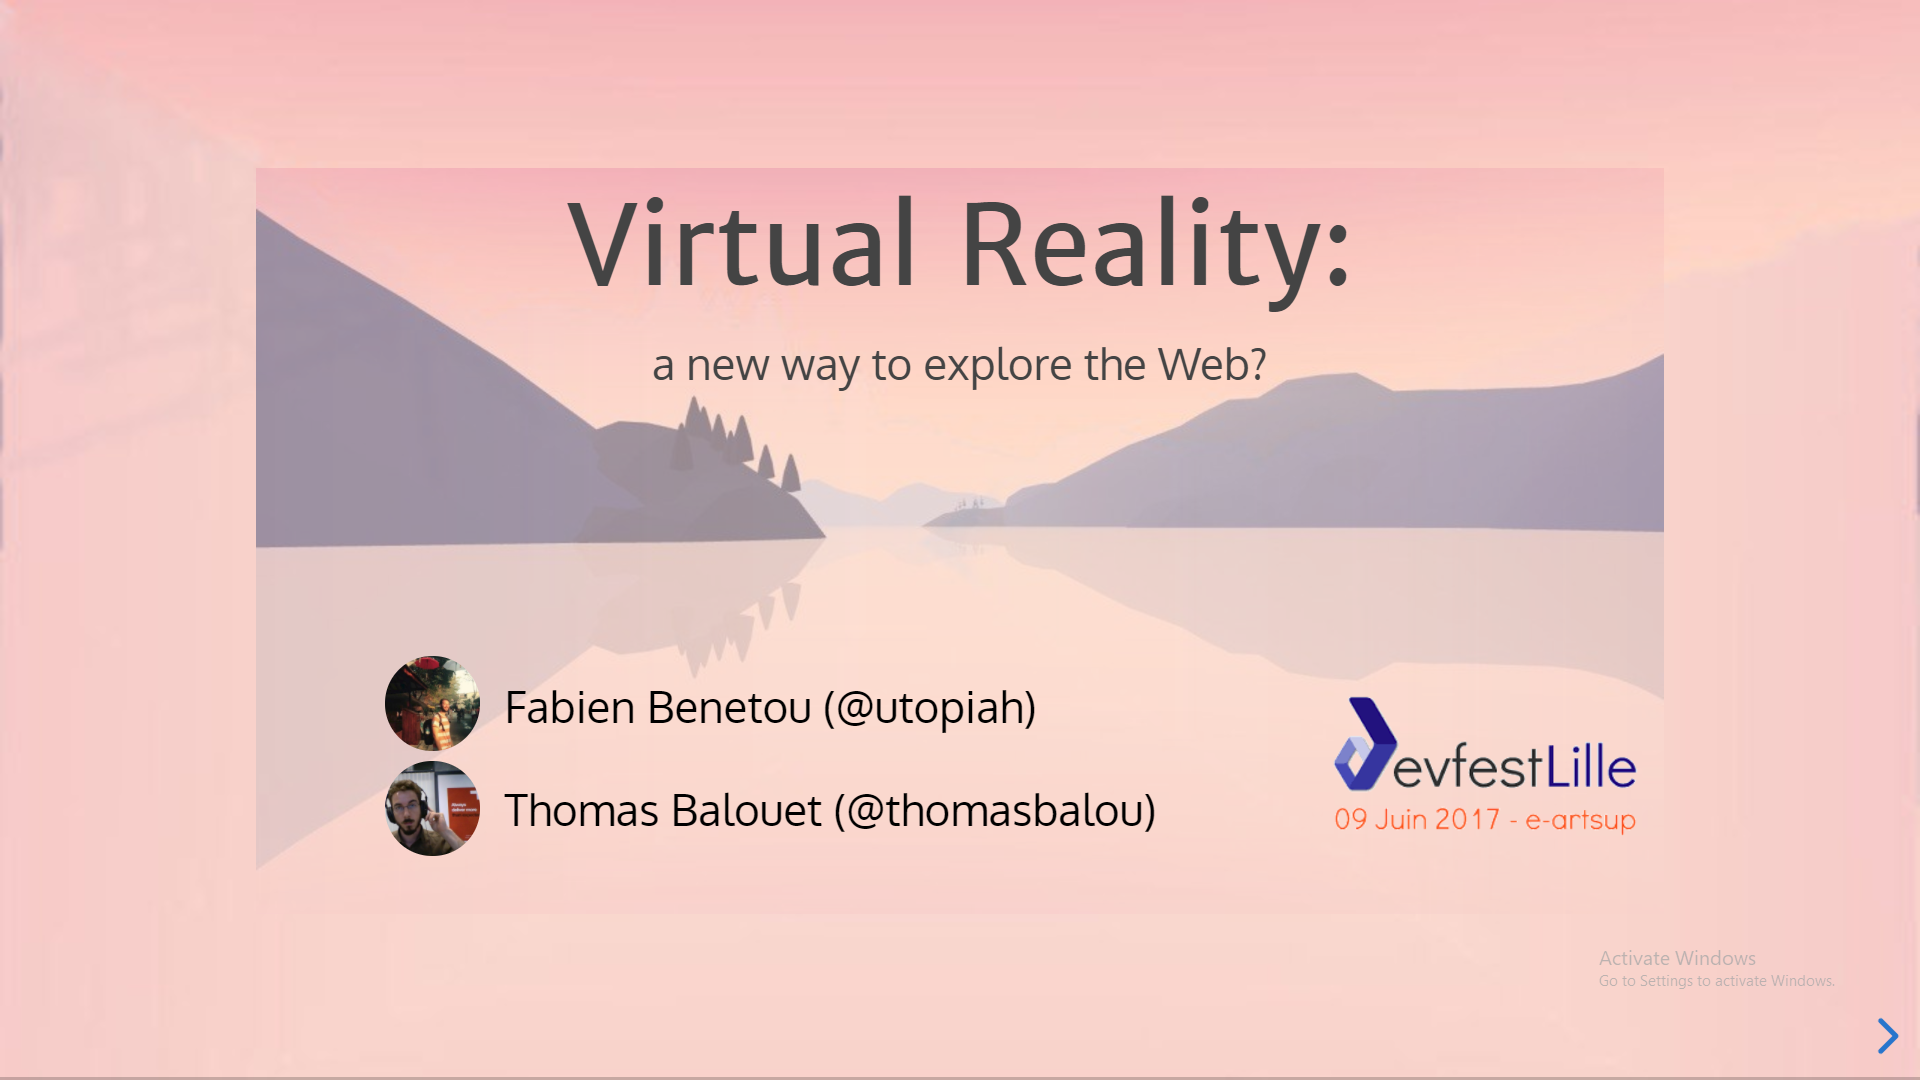 Virtual Reality:
a new way to explore the Web?
Fabien Benetou (@utopiah)
Thomas Balouet (@thomasbalou)
DevfestLille
09 Juin 2017 - e-artsup
Activate Windows
Go to Settings to activate Windows.